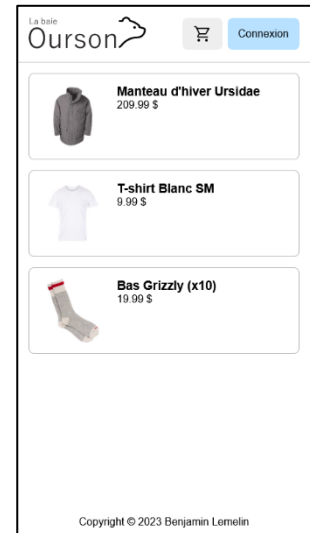 La baie
Ourson
Connexion
Manteau d'hiver Ursidae
209.99 $
T-shirt Blanc SM
9.99 $
Bas Grizzly (x10)
19.99 $
Copyright © 2023 Benjamin Lemelin